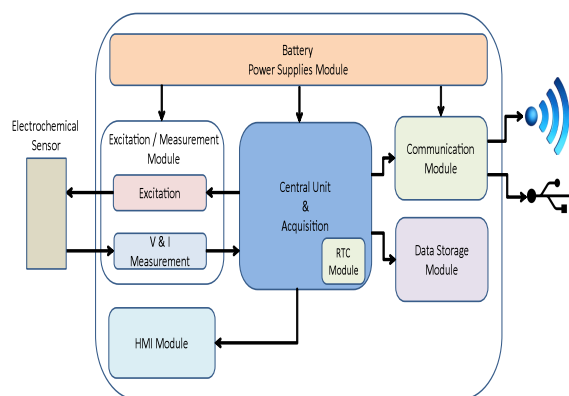 Battery
Power Supplies Module
Electrochemical
Sensor
Excitation / Measurement
Module
Excitation
V & I
Measurement
Central Unit
&
Acquisition
RTC
Module
Communication
Module
Data Storage
Module
HMI Module